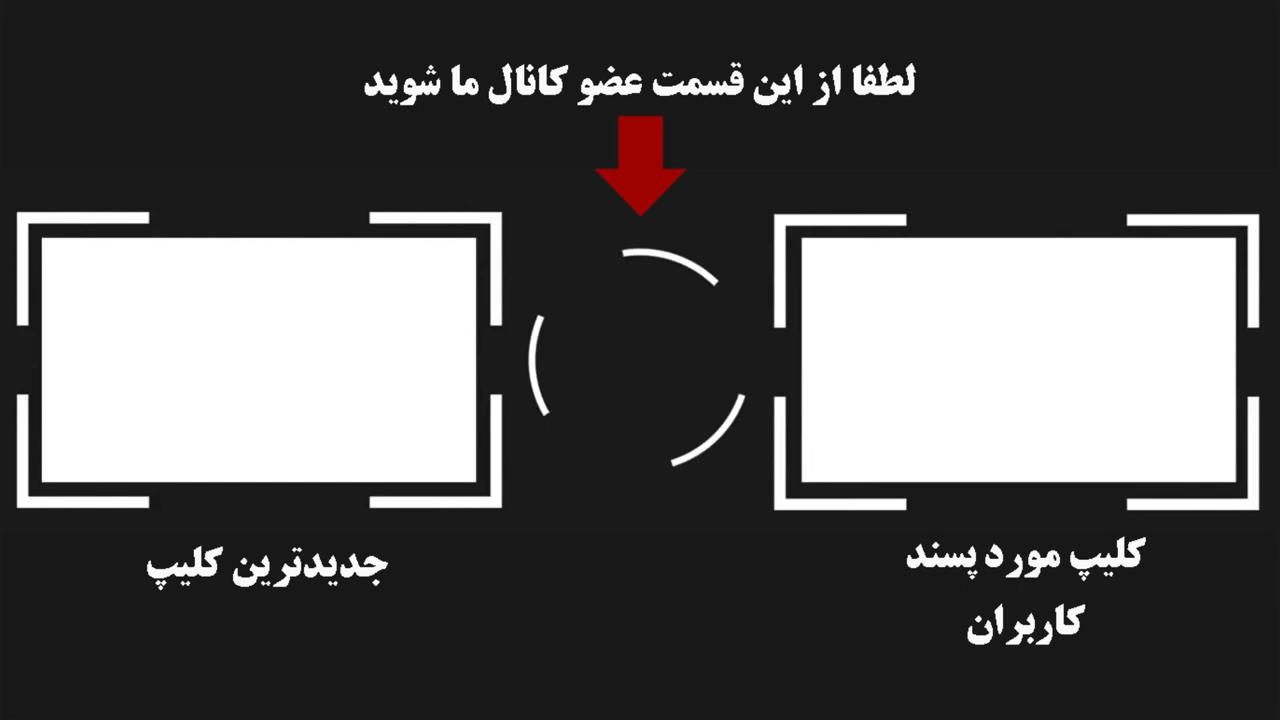 لطفا از این قسمت عضو کانال ما شوید
کلیپ مورد پسند
کاربران
جدیدترین کلیپ